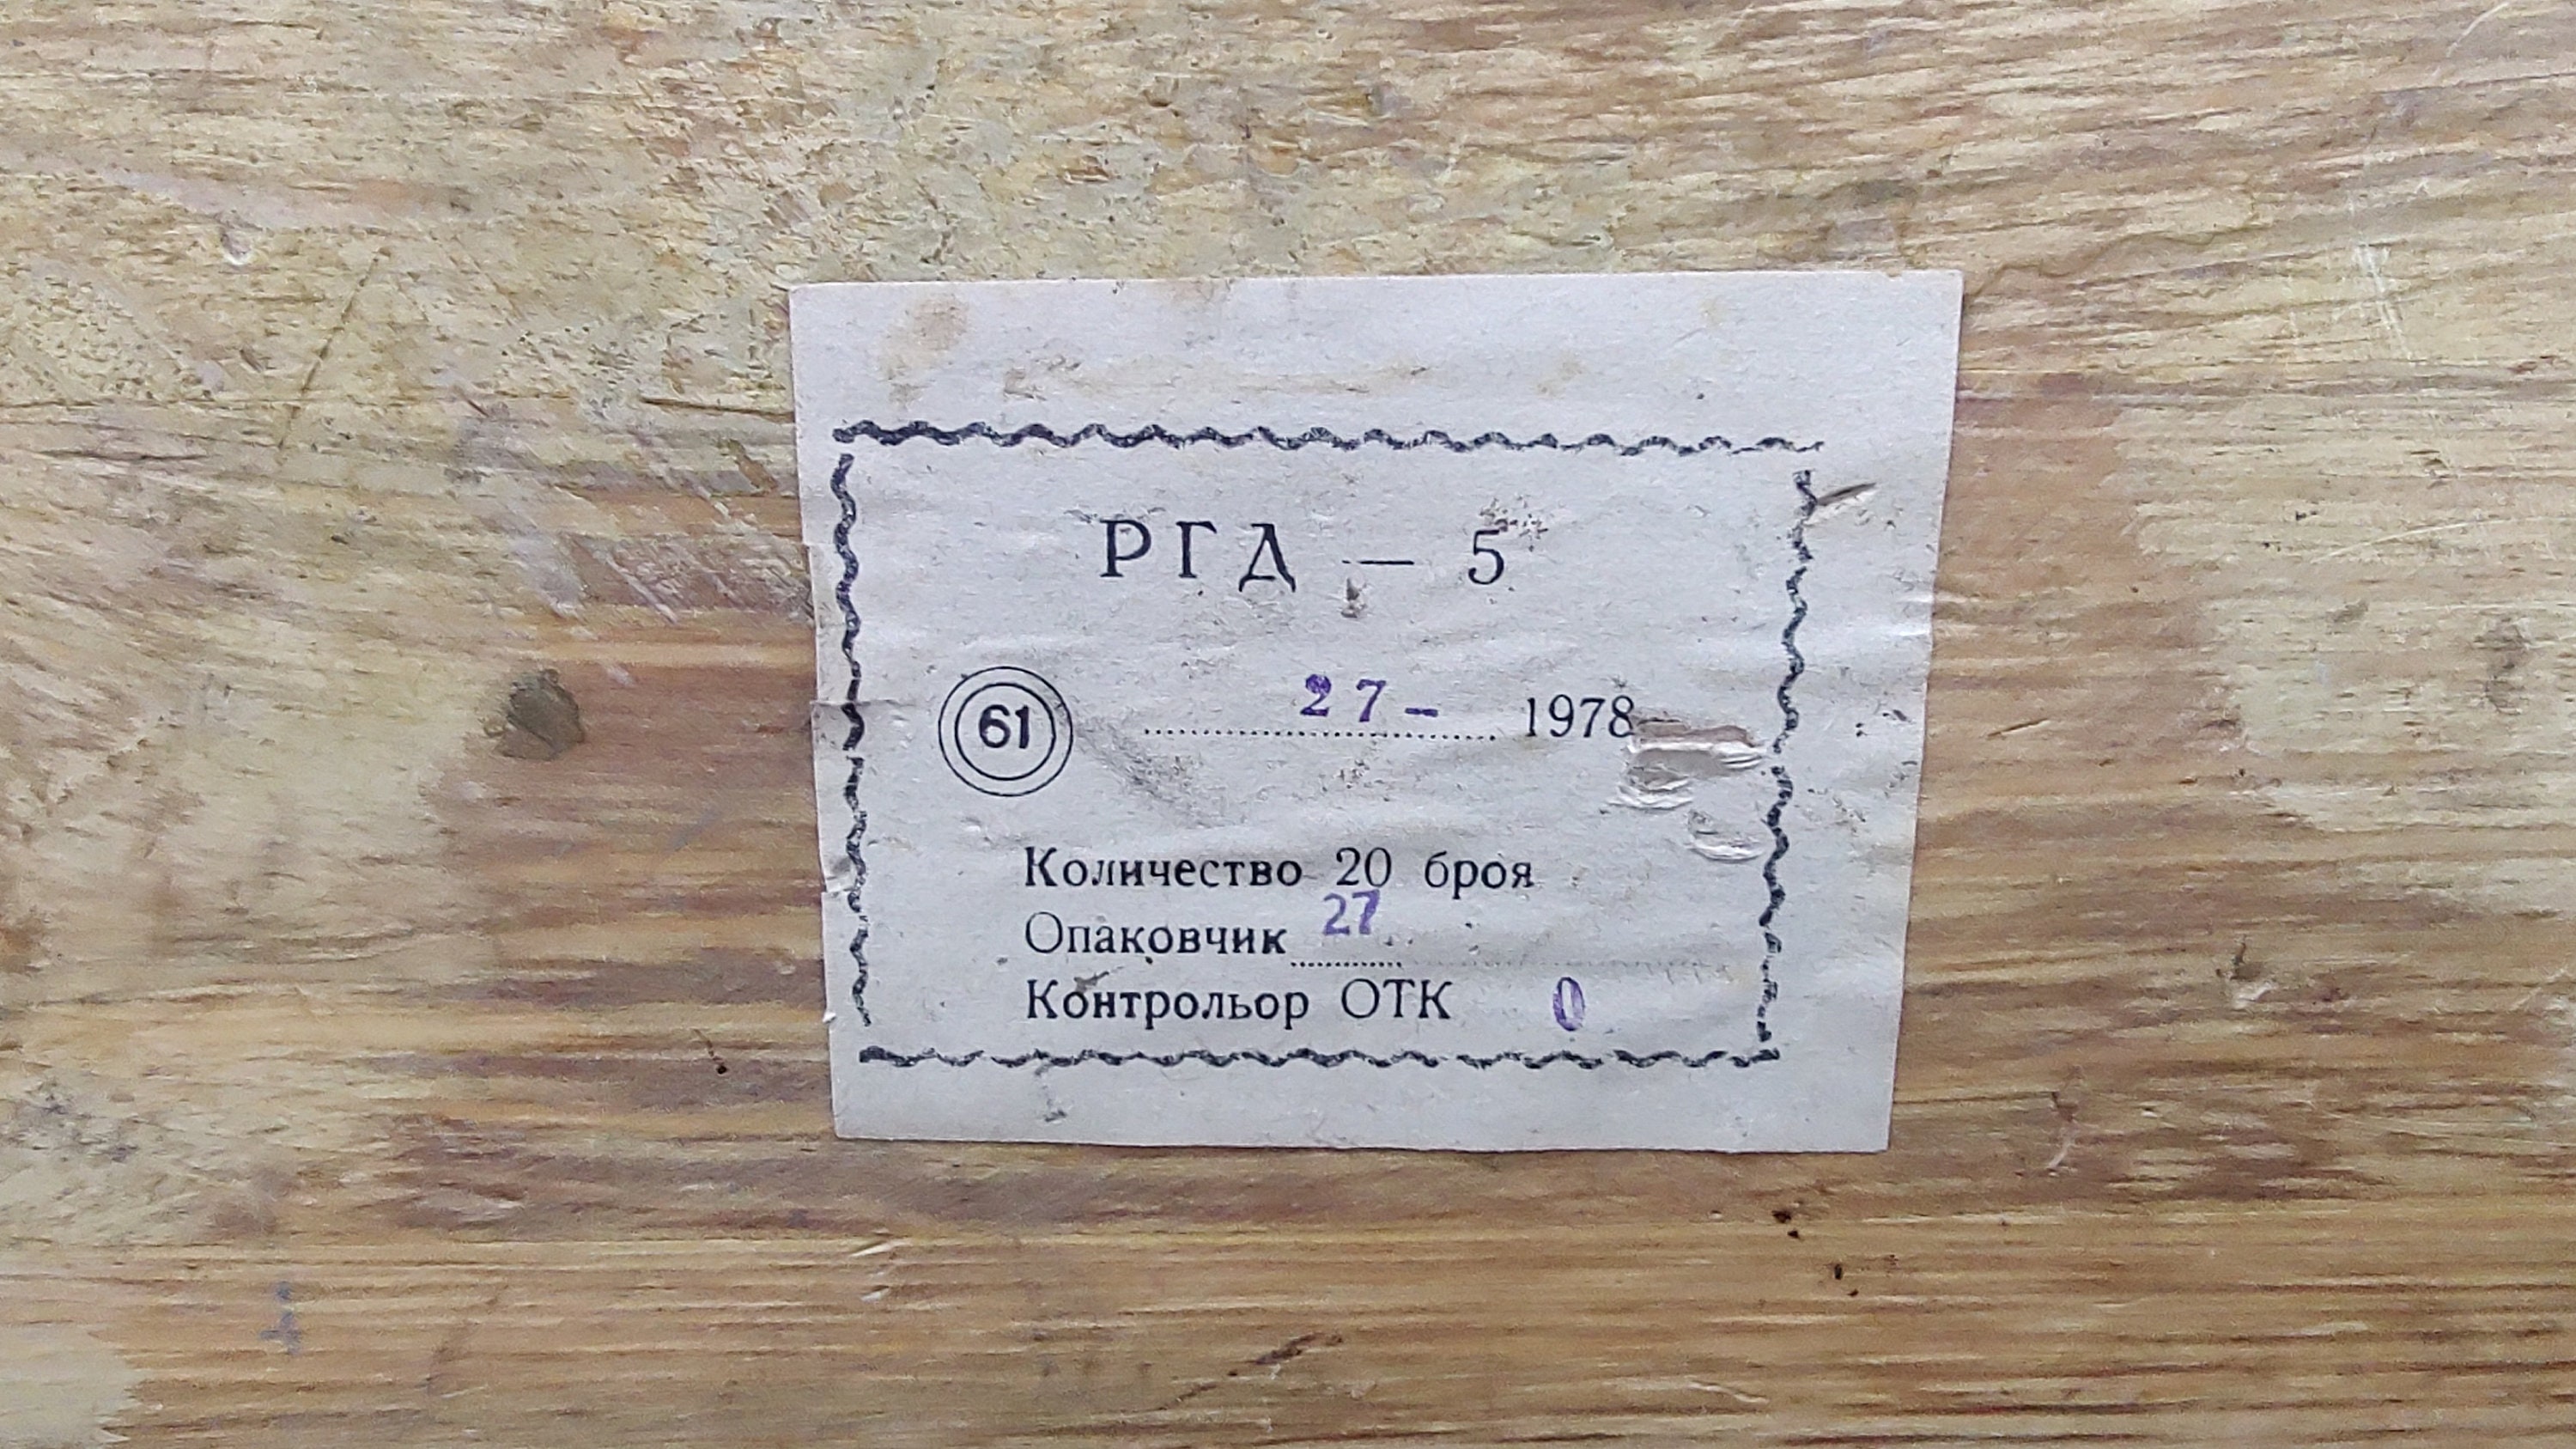 РГД - 5
61 27- 1978
Количество 20 броя
Опаковчик 27
Контрольор ОТК 0